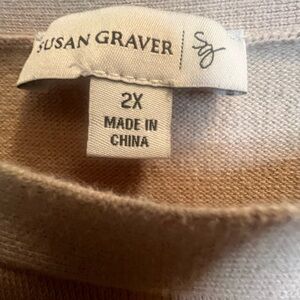 SUSAN GRAVER
2X
MADE IN
CHINA